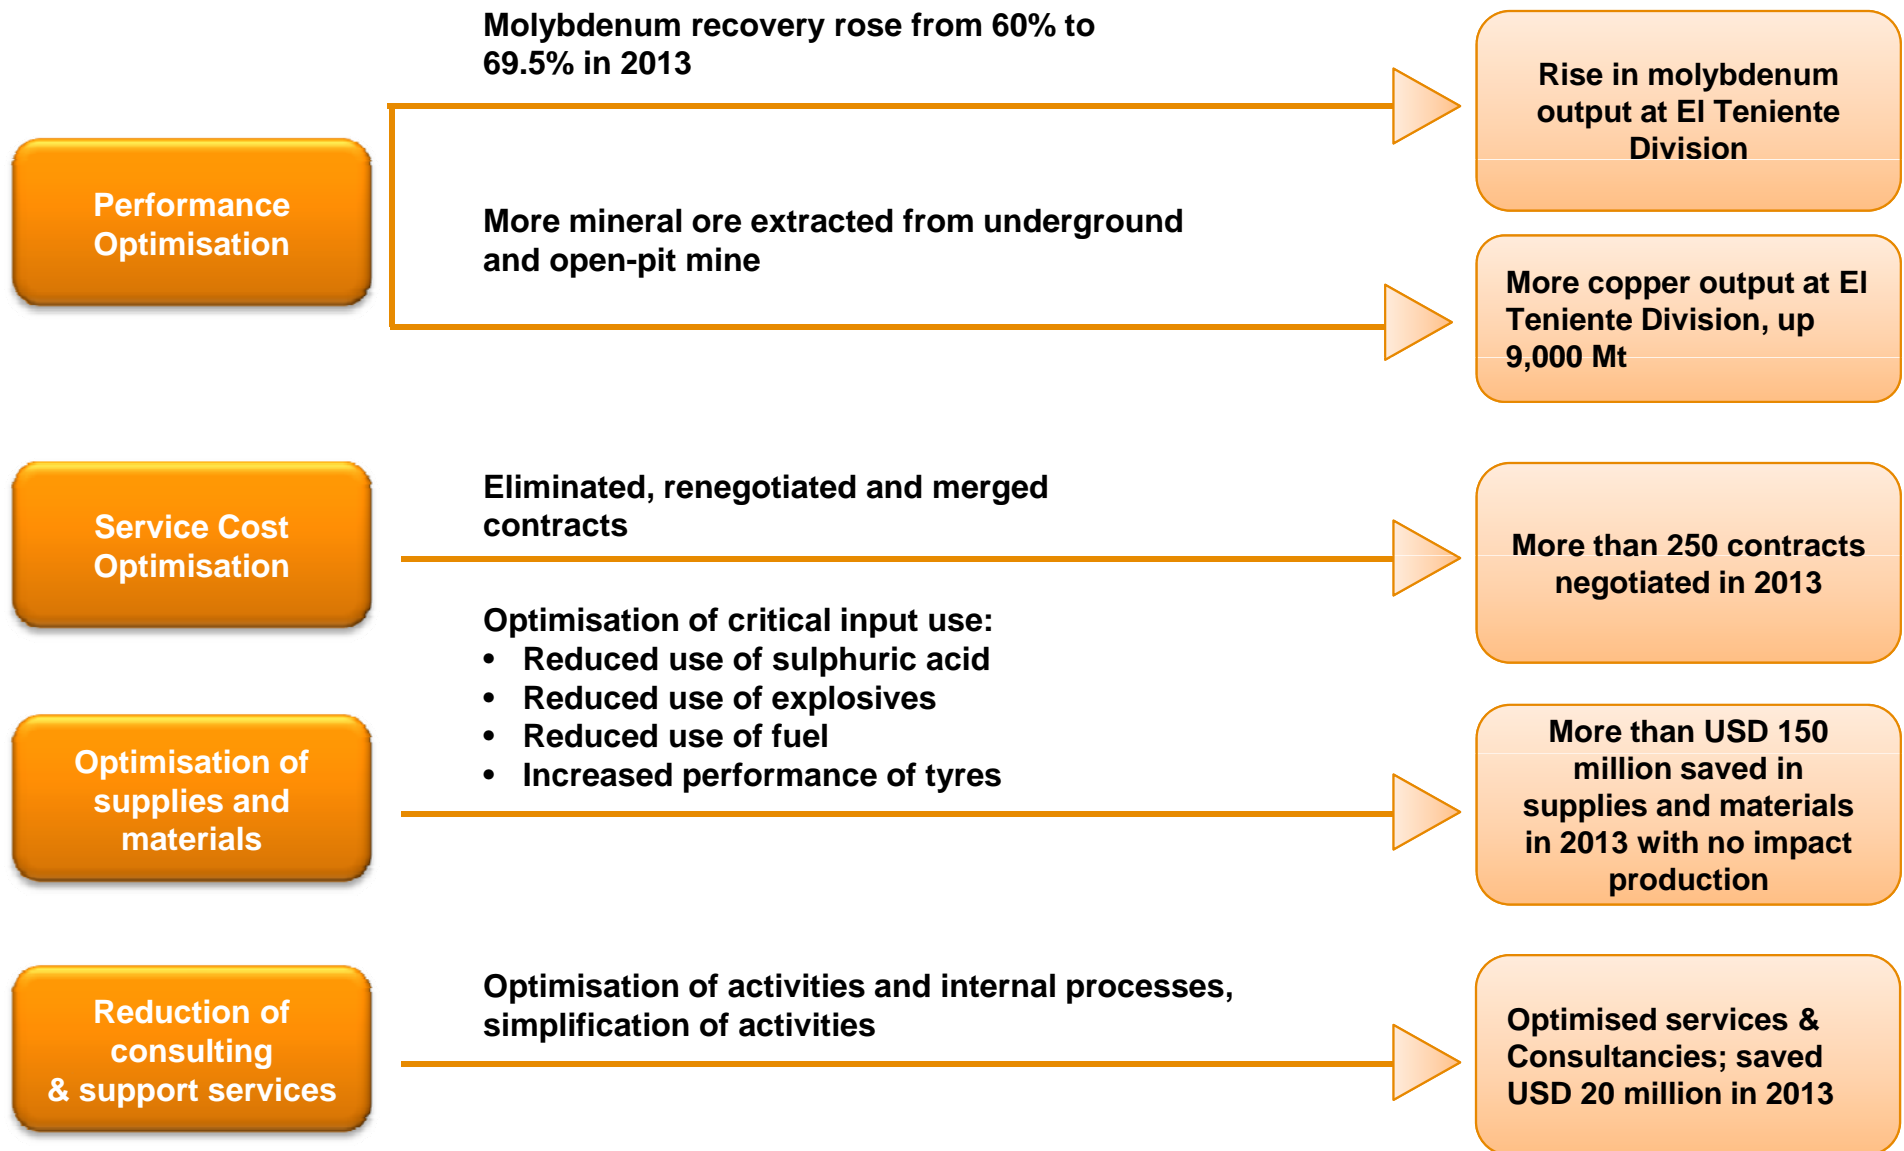 Performance
Optimisation
Molybdenum recovery rose from 60% to
69.5% in 2013
Rise in molybdenum
output at El Teniente
Division
More mineral ore extracted from underground
and open-pit mine
More copper output at El
Teniente Division, up
9,000 Mt
Service Cost
Optimisation
Eliminated, renegotiated and merged
contracts
More than 250 contracts
negotiated in 2013
Optimisation of
supplies and
materials
Optimisation of critical input use:
• Reduced use of sulphuric acid
• Reduced use of explosives
• Reduced use of fuel
• Increased performance of tyres
More than USD 150
million saved in
supplies and materials
in 2013 with no impact
production
Reduction of
consulting
& support services
Optimisation of activities and internal processes,
simplification of activities
Optimised services &
Consultancies; saved
USD 20 million in 2013